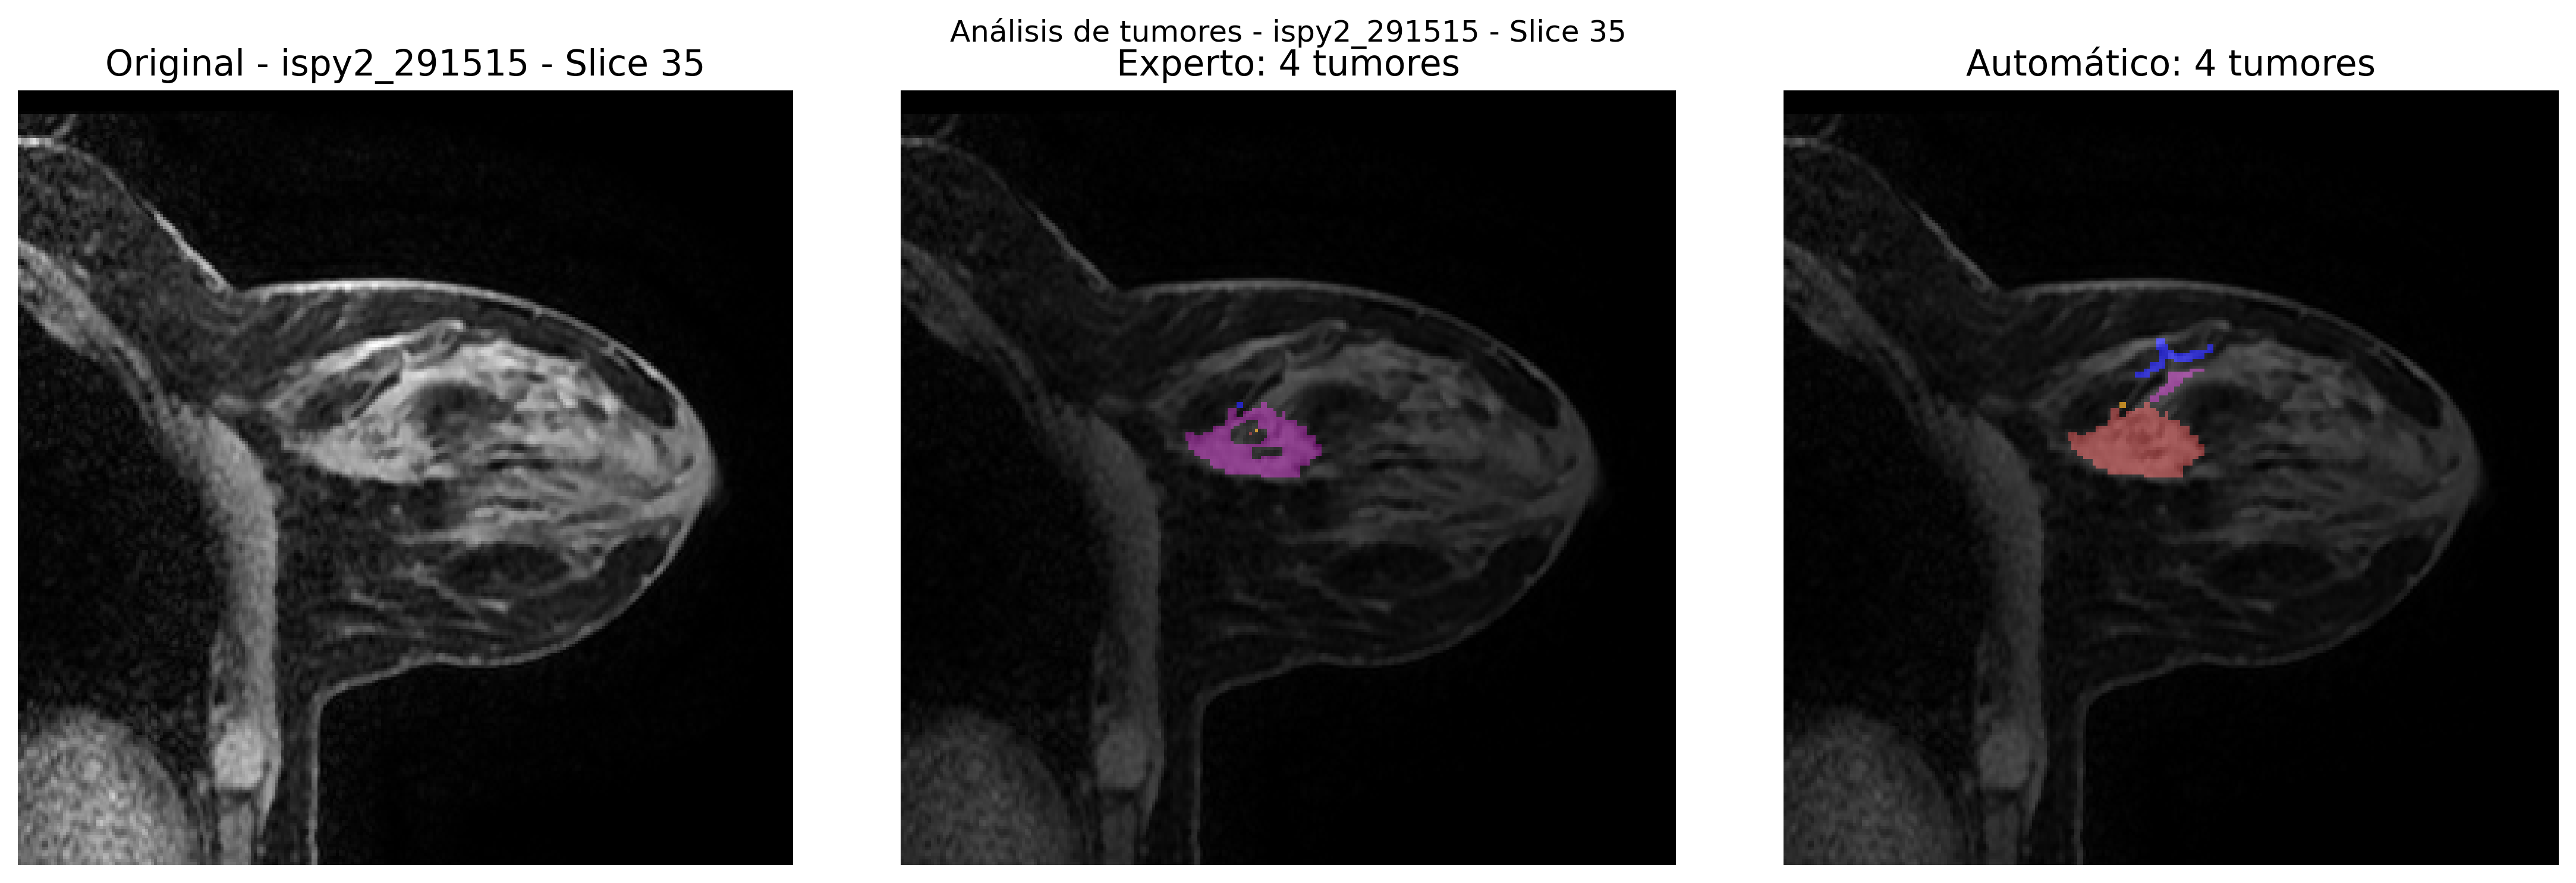 Análisis de tumores - ispy2_291515 - Slice 35
Original - ispy2_291515 - Slice 35
Experto: 4 tumores
Automático: 4 tumores